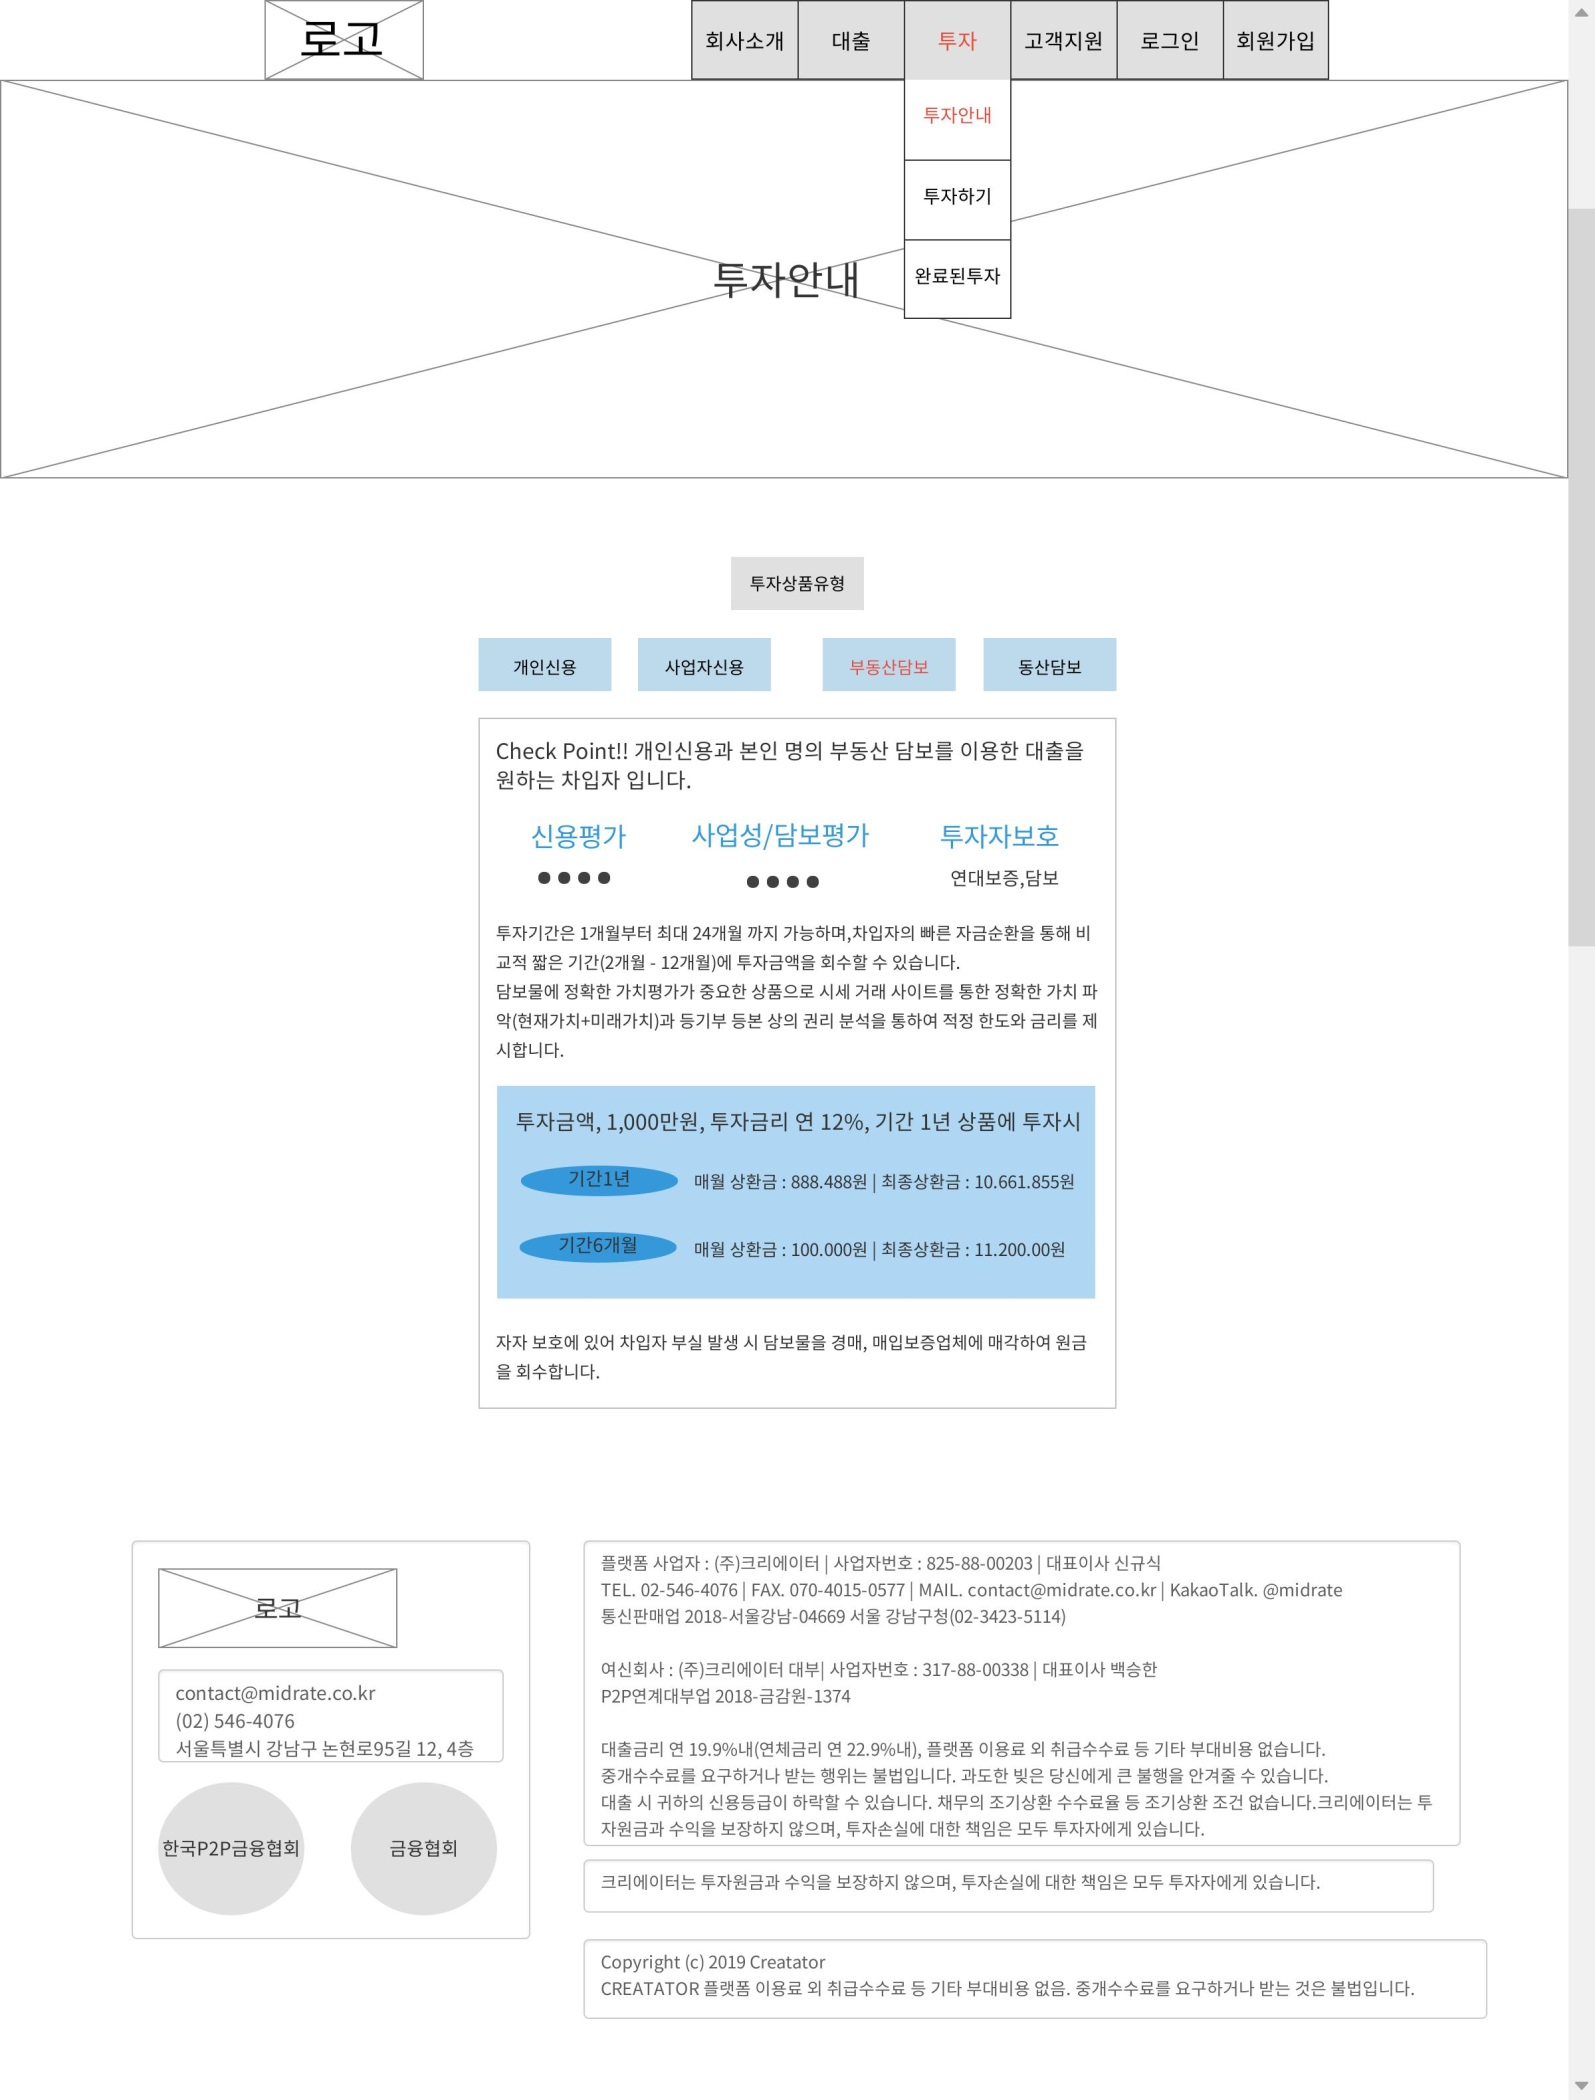 로고
회사소개 대출 투자 고객지원 로그인 회원가입
투자안내
투자하기
완료된투자
투자안내
투자상품유형
개인신용 사업자신용 부동산담보 동산담보
Check Point!! 개인신용과 본인 명의 부동산 담보를 이용한 대출을
원하는 차입자 입니다.
신용평가 사업성/담보평가 투자자보호
연대보증,담보
투자기간은 1개월부터 최대 24개월 까지 가능하며,차입자의 빠른 자금순환을 통해 비
교적 짧은 기간(2개월 - 12개월)에 투자금액을 회수할 수 있습니다.
담보물에 정확한 가치평가가 중요한 상품으로 시세 거래 사이트를 통한 정확한 가치 파
악(현재가치+미래가치)과 등기부 등본 상의 권리 분석을 통하여 적정 한도와 금리를 제
시합니다.
투자금액, 1,000만원, 투자금리 연 12%, 기간 1년 상품에 투자시
기간1년 매월 상환금 : 888.488원 | 최종상환금 : 10.661.855원
기간6개월 매월 상환금 : 100.000원 | 최종상환금 : 11.200.00원
자자 보호에 있어 차입자 부실 발생 시 담보물을 경매, 매입보증업체에 매각하여 원금
을 회수합니다.
로고
contact@midrate.co.kr
(02) 546-4076
서울특별시 강남구 논현로95길 12, 4층
한국P2P금융협회 금융협회
플랫폼 사업자 : (주)크리에이터 | 사업자번호 : 825-88-00203 | 대표이사 신규식
TEL. 02-546-4076 | FAX. 070-4015-0577 | MAIL. contact@midrate.co.kr | KakaoTalk. @midrate
통신판매업 2018-서울강남-04669 서울 강남구청(02-3423-5114)
여신회사 : (주)크리에이터 대부| 사업자번호 : 317-88-00338 | 대표이사 백승한
P2P연계대부업 2018-금감원-1374
대출금리 연 19.9%내(연체금리 연 22.9%내), 플랫폼 이용료 외 취급수수료 등 기타 부대비용 없습니다.
중개수수료를 요구하거나 받는 행위는 불법입니다. 과도한 빚은 당신에게 큰 불행을 안겨줄 수 있습니다.
대출 시 귀하의 신용등급이 하락할 수 있습니다. 채무의 조기상환 수수료율 등 조기상환 조건 없습니다.크리에이터는 투
자원금과 수익을 보장하지 않으며, 투자손실에 대한 책임은 모두 투자자에게 있습니다.
크리에이터는 투자원금과 수익을 보장하지 않으며, 투자손실에 대한 책임은 모두 투자자에게 있습니다.
Copyright (c) 2019 Creatator
CREATATOR 플랫폼 이용료 외 취급수수료 등 기타 부대비용 없음. 중개수수료를 요구하거나 받는 것은 불법입니다.